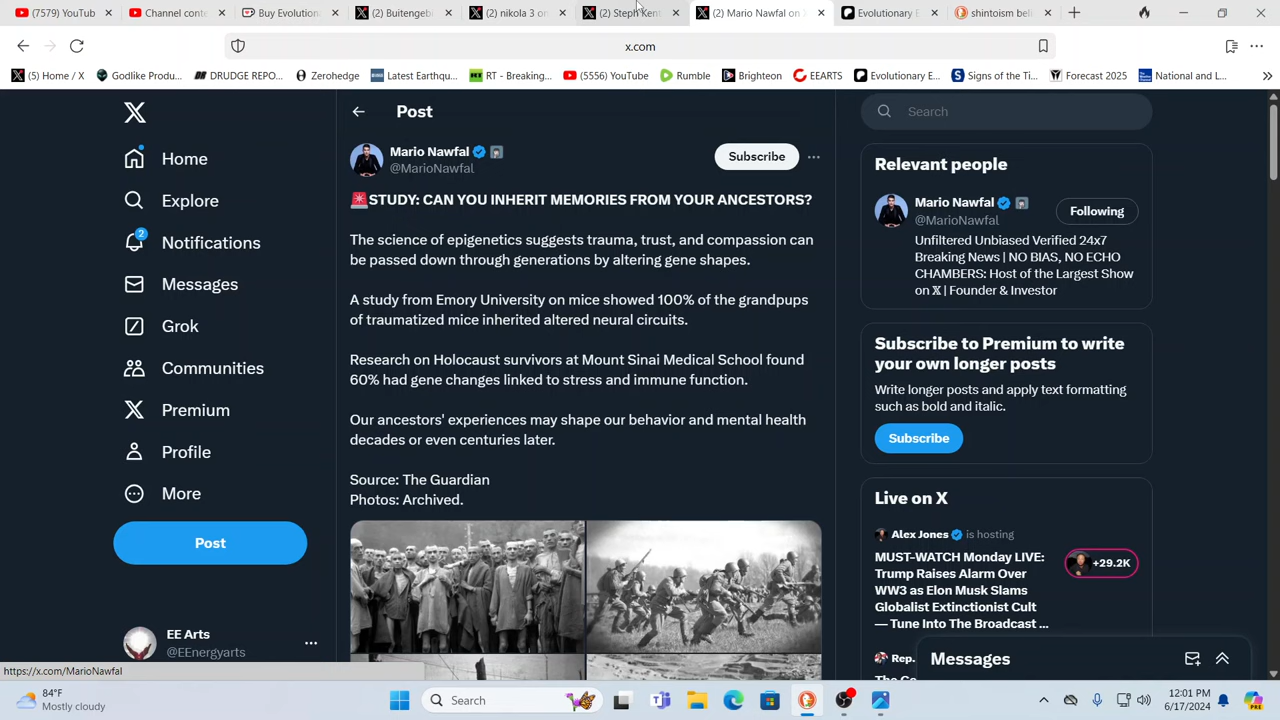 (7579) YouTub
Channel conte
Buy Evolution
(2) Buitengeb
(2) nikola 3 on
(2) Steph Kent
(2) Mario Nawfal on X
Evolutionary E
shintoism beli
x.com
(5) Home / X
Godlike Produ...
DRUDGE REPO...
Zerohedge
Latest Earthqu...
RT - Breaking...
(5556) YouTube
Rumble
Brighteon
EEARTS
Evolutionary E...
Signs of the Ti...
Forecast 2025
National and L...
Home
Explore
2
Notifications
Messages
Grok
Communities
Premium
Profile
More
Post
EE Arts
@EEnergyarts
https://x.com/MarioNawfal
Post
Mario Nawfal
@MarioNawfal
Subscribe
🚨STUDY: CAN YOU INHERIT MEMORIES FROM YOUR ANCESTORS?
The science of epigenetics suggests trauma, trust, and compassion can
be passed down through generations by altering gene shapes.
A study from Emory University on mice showed 100% of the grandpups
of traumatized mice inherited altered neural circuits.
Research on Holocaust survivors at Mount Sinai Medical School found
60% had gene changes linked to stress and immune function.
Our ancestors' experiences may shape our behavior and mental health
decades or even centuries later.
Source: The Guardian
Photos: Archived.
Search
Relevant people
Mario Nawfal
@MarioNawfal
Following
Unfiltered Unbiased Verified 24x7
Breaking News | NO BIAS, NO ECHO
CHAMBERS: Host of the Largest Show
on 𝕏 | Founder & Investor
Subscribe to Premium to write
your own longer posts
Write longer posts and apply text formatting
such as bold and italic.
Subscribe
Live on X
Alex Jones is hosting
MUST-WATCH Monday LIVE:
Trump Raises Alarm Over
WW3 as Elon Musk Slams
Globalist Extinctionist Cult
— Tune Into The Broadcast ...
+29.2K
Rep.
Messages
84°F
Mostly cloudy
Search
12:01 PM
6/17/2024